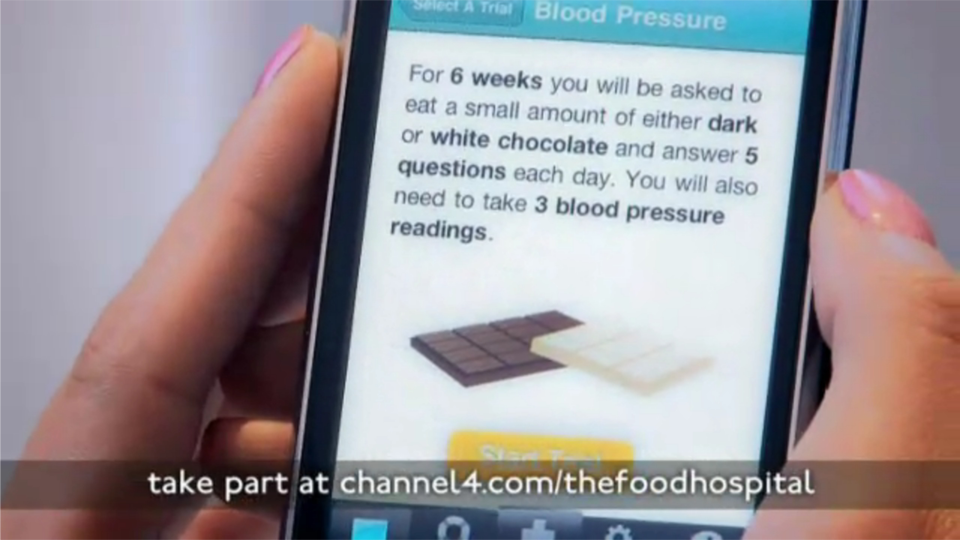 Select A Trial
Blood Pressure
For 6 weeks you will be asked to
eat a small amount of either dark
or white chocolate and answer 5
questions each day. You will also
need to take 3 blood pressure
readings.
Start Trial
take part at channel4.com/thefoodhospital